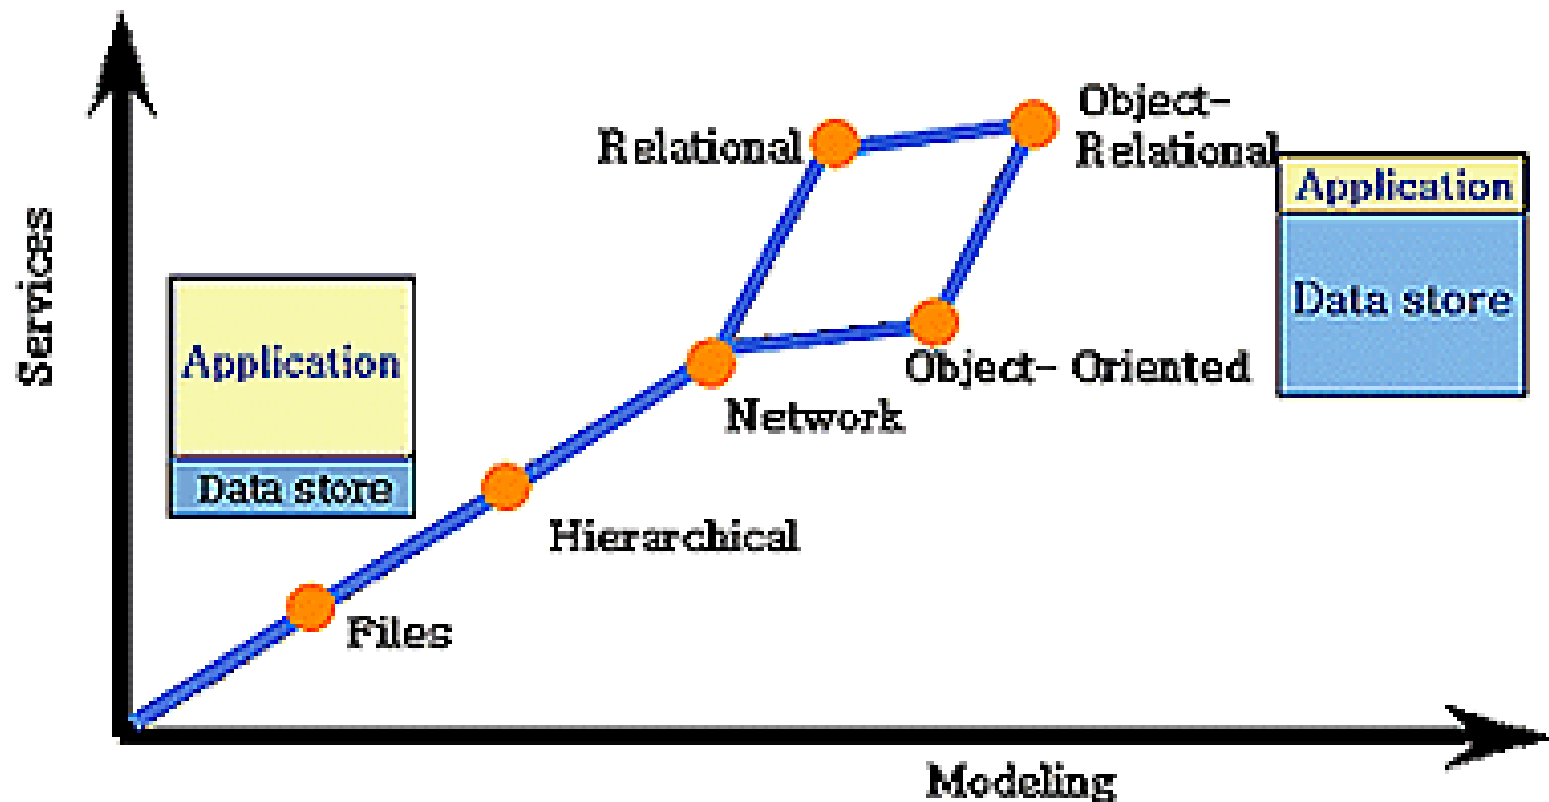 Object-
Relational
Relational
Application
Data store
Services
Application
Data store
Object- Oriented
Network
Hierarchical
Files
Modeling